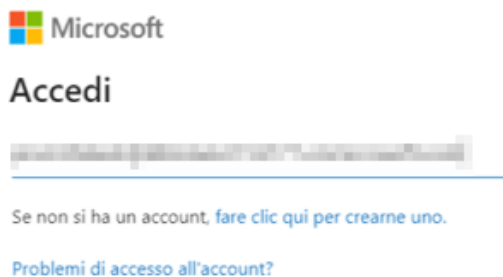 Microsoft
Accedi
Se non si ha un account, fare clic qui per crearne uno.
Problemi di accesso all'account?